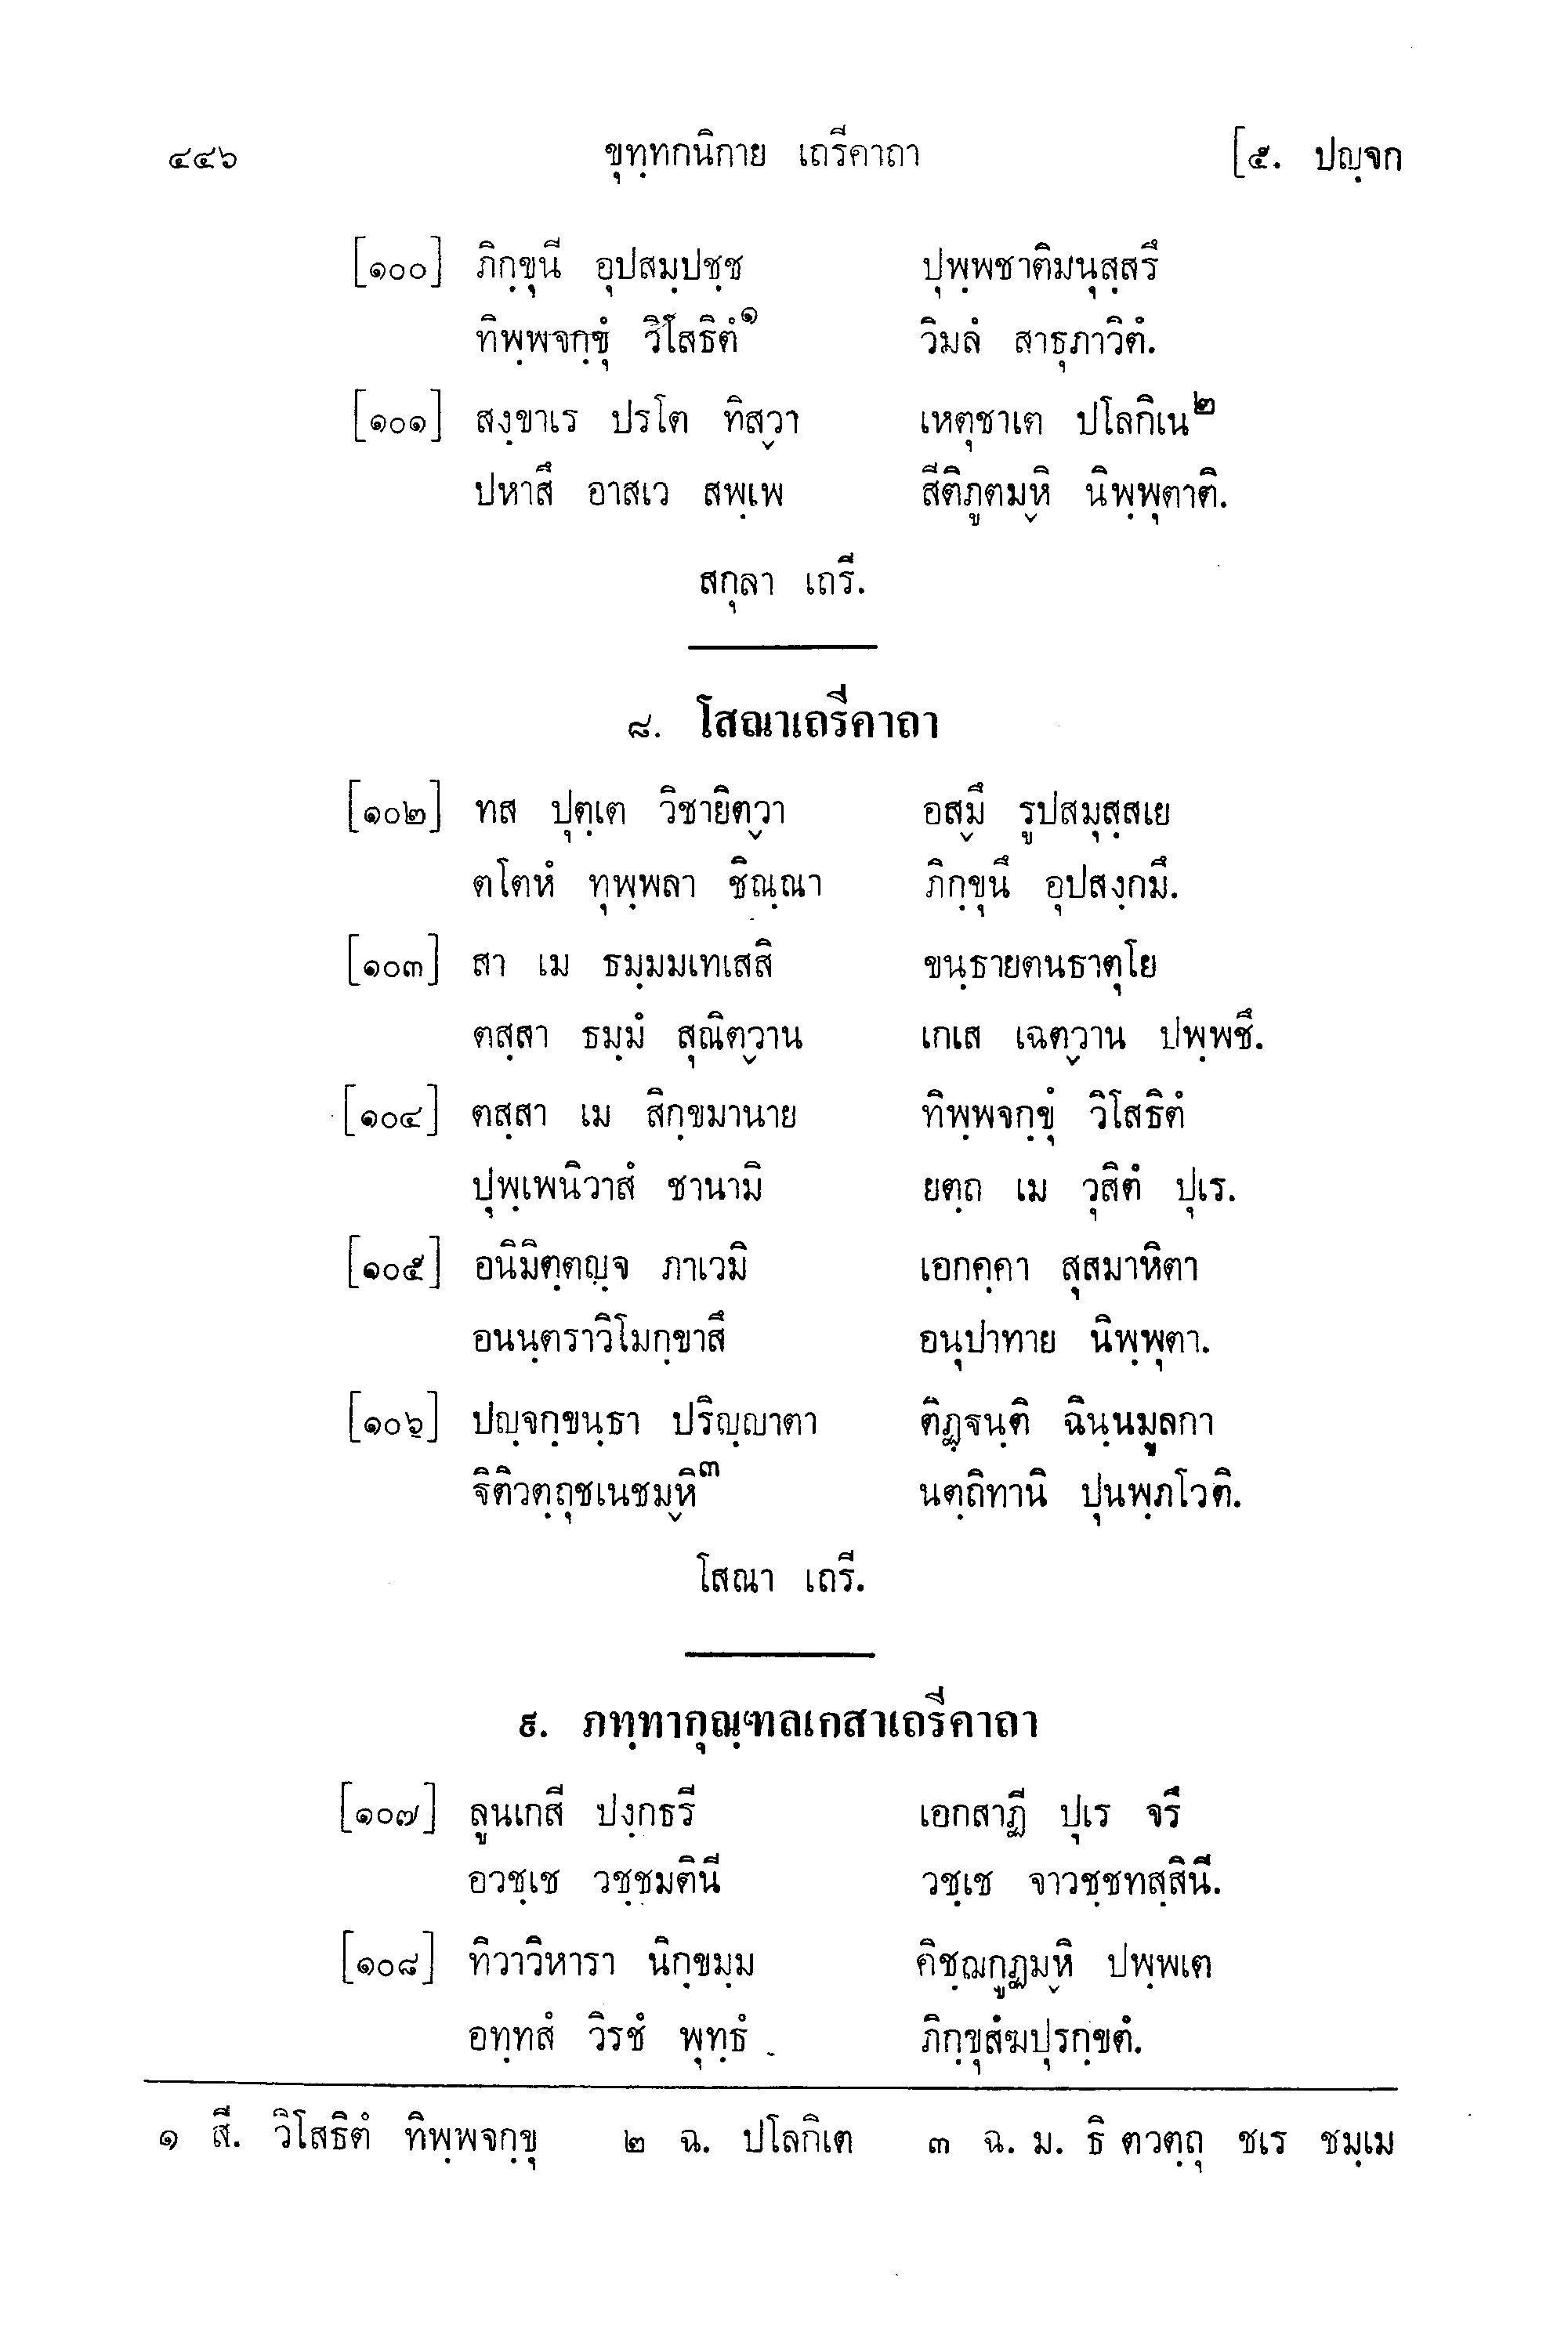 ๔๔๖ ขุทฺทกนิกาย เถรีคาถา [๕. ปญฺจก
[๑๐๐] ภิกฺขุนี อุปสมฺปชฺช ปุพฺพชาติมนุสฺสรึ
ทิพฺพจกฺขุํ วิโสธิตํ๑ วิมลํ สาธุภาวิตํ.
[๑๐๑] สงฺขาเร ปรโต ทิสฺวา เหตุชาเต ปโลกิเน๒
ปหาสึ อาสเว สพฺเพ สีติภูตมฺหิ นิพฺพุตาติ.
สกุลา เถรี.
๘. โสณาเถรีคาถา
[๑๐๒] ทส ปุตฺเต วิชายิตฺวา อสฺมึ รูปสมุสฺสเย
ตโตหํ ทุพฺพลา ชิณฺณา ภิกฺขุนึ อุปสงฺกมึ.
[๑๐๓] สา เม ธมฺมมเทเสสิ ขนฺธายตนธาตุโย
ตสฺสา ธมฺมํ สุณิตฺวาน เกเส เฉตฺวาน ปพฺพชึ.
[๑๐๔] ตสฺสา เม สิกฺขมานาย ทิพฺพจกฺขุํ วิโสธิตํ
ปุพฺเพนิวาสํ ชานามิ ยตฺถ เม วุสิตํ ปุเร.
[๑๐๕] อนิมิตฺตญฺจ ภาเวมิ เอกคฺคา สุสมาหิตา
อนนฺตราวิโมกฺขาสึ อนุปาทาย นิพฺพุตา.
[๑๐๖] ปญฺจกฺขนฺธา ปริญฺญาตา ติฏฺฐนฺติ ฉินฺนมูลกา
ฐิติวตฺถุชเนชมฺหิ๓ นตฺถิทานิ ปุนพฺภโวติ.
โสณา เถรี.
๙. ภทฺทากุณฺฑลเกสาเถรีคาถา
[๑๐๗] ลูนเกสี ปงฺกธรี เอกสาฏี ปุเร จรึ
อวชฺเช วชฺชมตินี วชฺเช จาวชฺชทสฺสินี.
[๑๐๘] ทิวาวิหารา นิกฺขมฺม คิชฺฌกูฏมฺหิ ปพฺพเต
อทฺทสํ วิรชํ พุทฺธํ ภิกฺขุสํฆปุรกฺขตํ.
๑ สี. วิโสธิตํ ทิพฺพจกฺขุ ๒ ฉ. ปโลกิเต ๓ ฉ. ม. ธิ ตวตฺถุ ชเร ชมฺเม